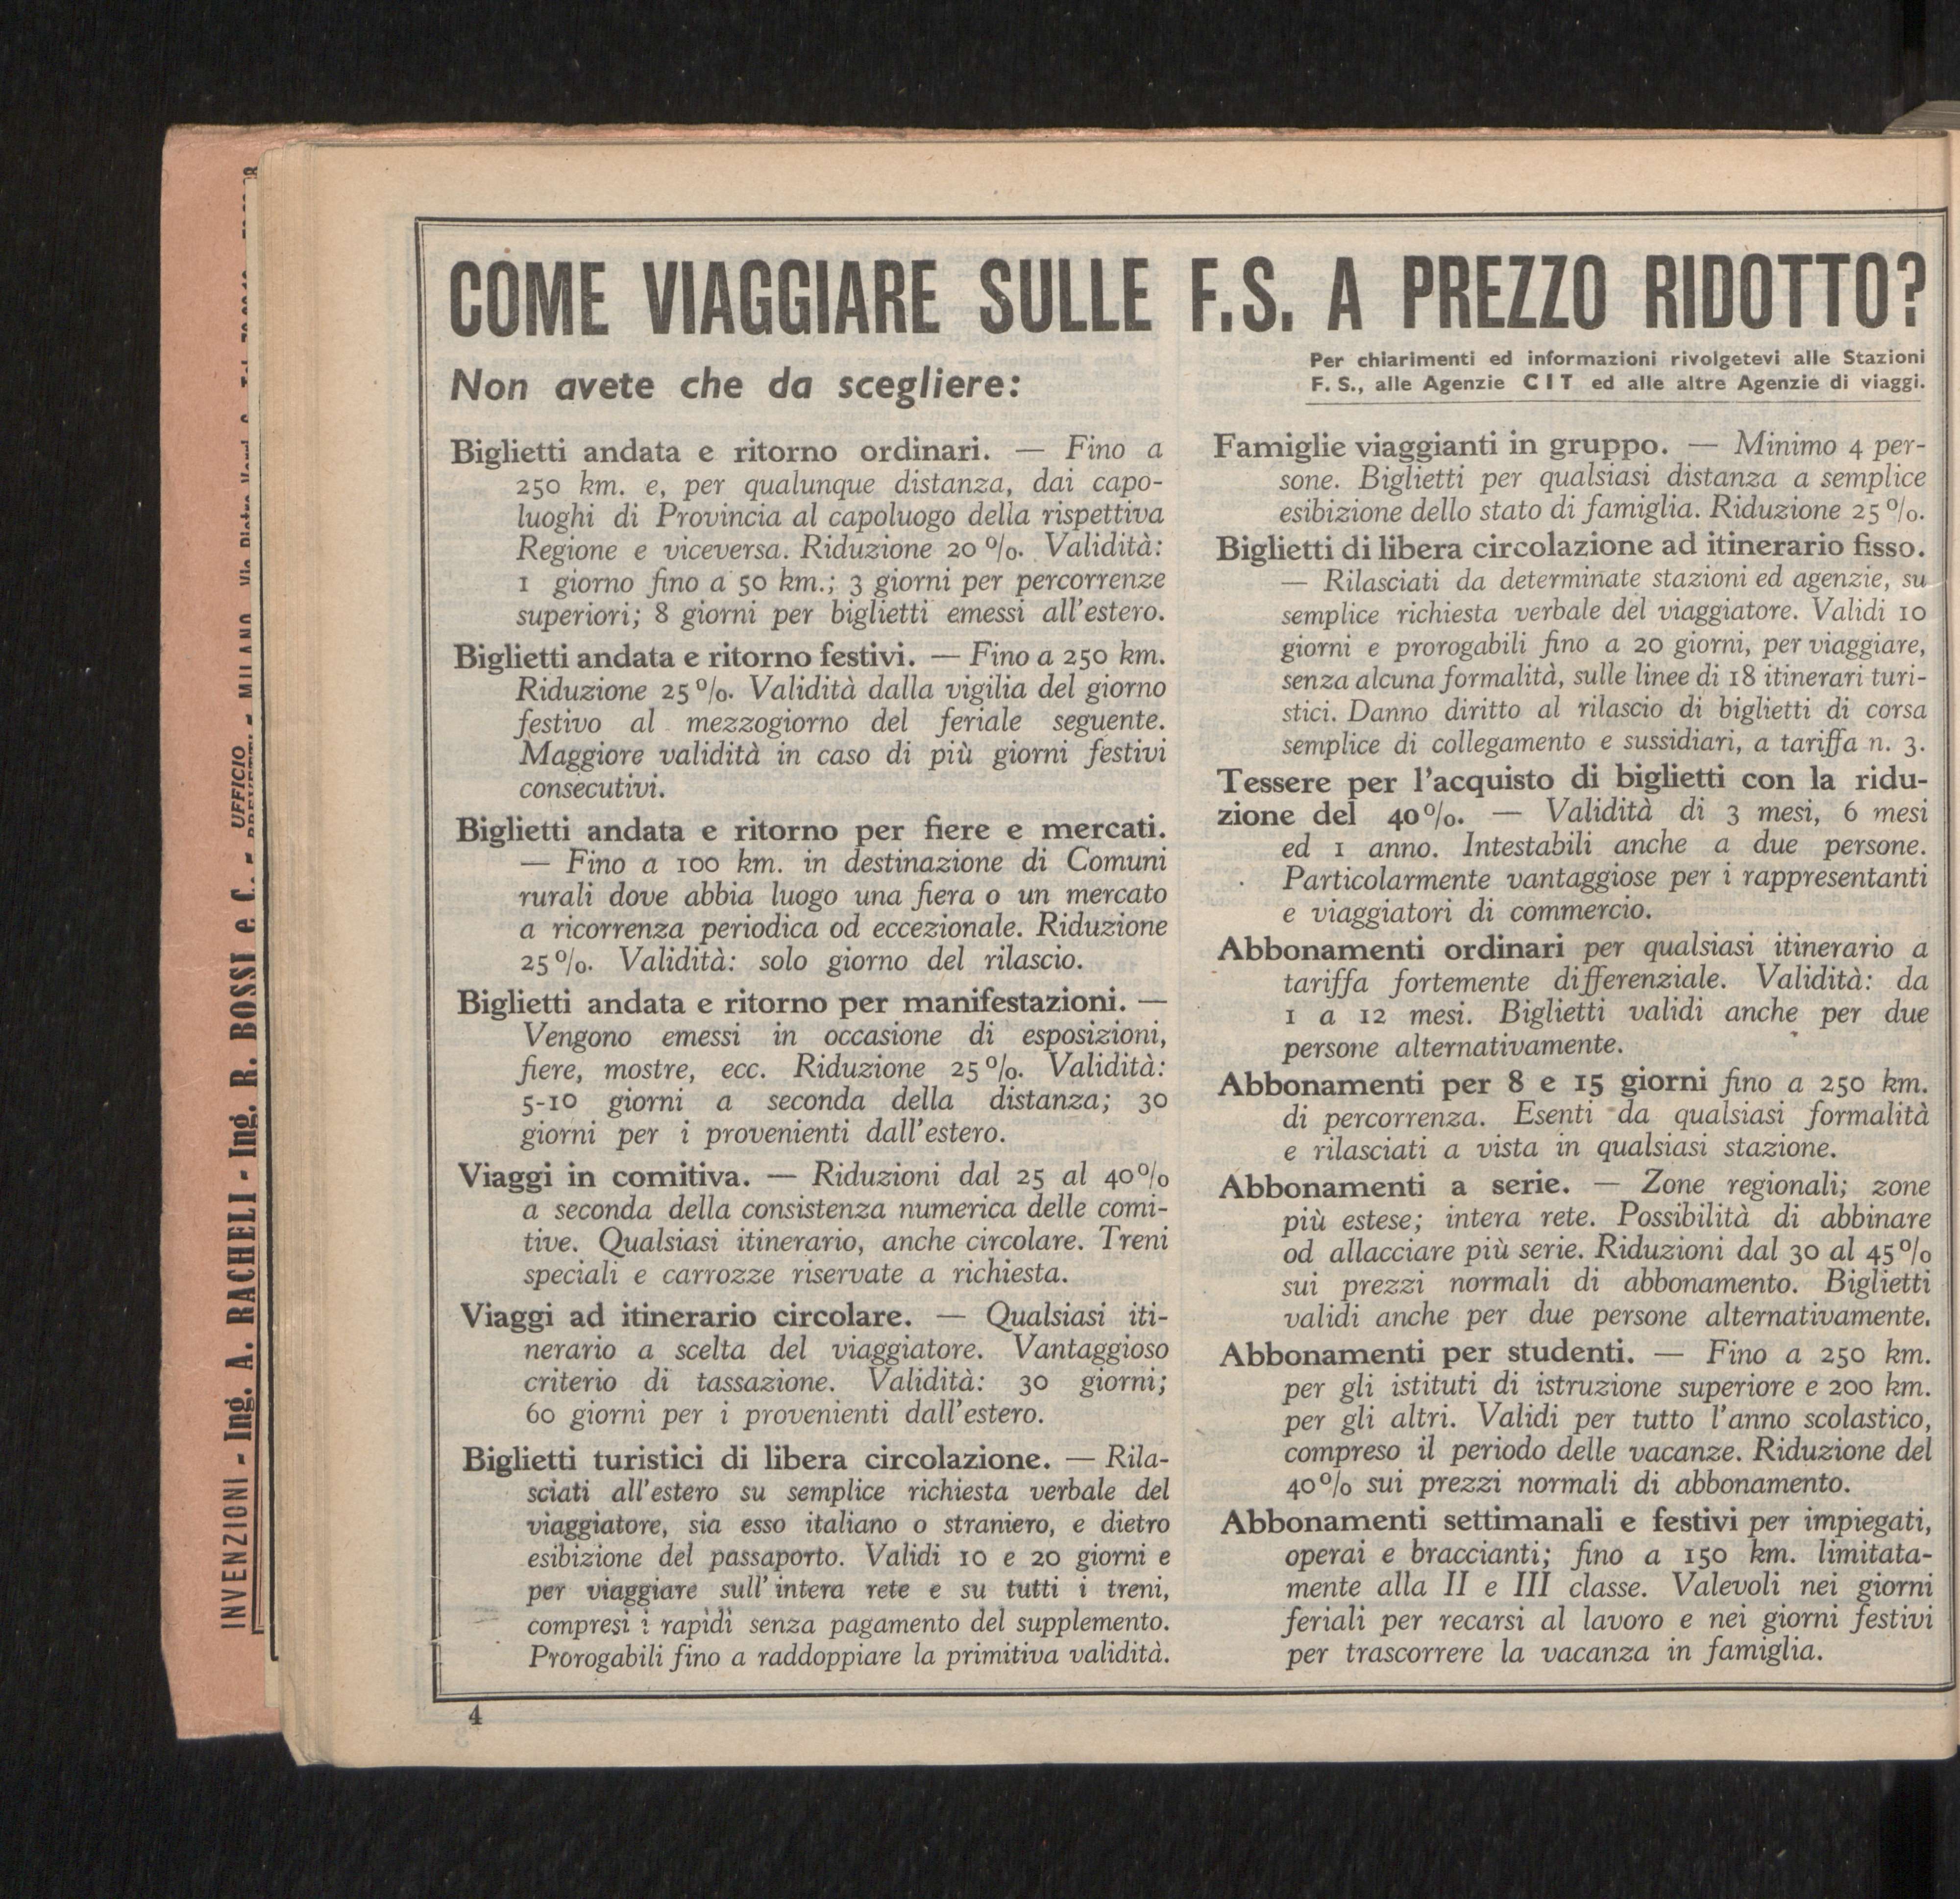 COME VIAGGIARE SULLE F.S. A PREZZO RIDOTTO?
Non avete che da scegliere:
Per chiarimenti ed informazioni rivolgetevi alle Stazioni
F. S., alle Agenzie CIT ed alle altre Agenzie di viaggi.
Biglietti andata e ritorno ordinari. — Fino a
250 km. e, per qualunque distanza, dai capo-
luoghi di Provincia al capoluogo della rispettiva
Regione e viceversa. Riduzione 20 %. Validità:
1 giorno fino a 50 km.; 3 giorni per percorrenze
superiori; 8 giorni per biglietti emessi all'estero.
Biglietti andata e ritorno festivi. — Fino a 250 km.
Riduzione 25 %. Validità dalla vigilia del giorno
festivo al mezzogiorno del feriale seguente.
Maggiore validità in caso di più giorni festivi
consecutivi.
Biglietti andata e ritorno per fiere e mercati.
— Fino a 100 km. in destinazione di Comuni
rurali dove abbia luogo una fiera o un mercato
a ricorrenza periodica od eccezionale. Riduzione
25 %. Validità: solo giorno del rilascio.
Biglietti andata e ritorno per manifestazioni. —
Vengono emessi in occasione di esposizioni,
fiere, mostre, ecc. Riduzione 25 %. Validità:
5-10 giorni a seconda della distanza; 30
giorni per i provenienti dall'estero.
Viaggi in comitiva. — Riduzioni dal 25 al 40 %
a seconda della consistenza numerica delle comi-
tive. Qualsiasi itinerario, anche circolare. Treni
speciali e carrozze riservate a richiesta.
Viaggi ad itinerario circolare. — Qualsiasi iti-
nerario a scelta del viaggiatore. Vantaggioso
criterio di tassazione. Validità: 30 giorni;
60 giorni per i provenienti dall'estero.
Biglietti turistici di libera circolazione. — Rila-
sciati all'estero su semplice richiesta verbale del
viaggiatore, sia esso italiano o straniero, e dietro
esibizione del passaporto. Validi 10 e 20 giorni e
per viaggiare sull'intera rete e su tutti i treni,
compresi i rapidi senza pagamento del supplemento.
Prorogabili fino a raddoppiare la primitiva validità.
Famiglie viaggianti in gruppo. — Minimo 4 per-
sone. Biglietti per qualsiasi distanza a semplice
esibizione dello stato di famiglia. Riduzione 25 %.
Biglietti di libera circolazione ad itinerario fisso.
— Rilasciati da determinate stazioni ed agenzie, su
semplice richiesta verbale del viaggiatore. Validi 10
giorni e prorogabili fino a 20 giorni, per viaggiare,
senza alcuna formalità, sulle linee di 18 itinerari turi-
stici. Danno diritto al rilascio di biglietti di corsa
semplice di collegamento e sussidiari, a tariffa n. 3.
Tessere per l'acquisto di biglietti con la ridu-
zione del 40 %. — Validità di 3 mesi, 6 mesi
ed 1 anno. Intestabili anche a due persone.
Particolarmente vantaggiose per i rappresentanti
e viaggiatori di commercio.
Abbonamenti ordinari per qualsiasi itinerario a
tariffa fortemente differenziale. Validità: da
1 a 12 mesi. Biglietti validi anche per due
persone alternativamente.
Abbonamenti per 8 e 15 giorni fino a 250 km.
di percorrenza. Esenti da qualsiasi formalità
e rilasciati a vista in qualsiasi stazione.
Abbonamenti a serie. — Zone regionali; zone
più estese; intera rete. Possibilità di abbinare
od allacciare più serie. Riduzioni dal 30 al 45 %
sui prezzi normali di abbonamento. Biglietti
validi anche per due persone alternativamente.
Abbonamenti per studenti. — Fino a 250 km.
per gli istituti di istruzione superiore e 200 km.
per gli altri. Validi per tutto l'anno scolastico,
compreso il periodo delle vacanze. Riduzione del
40 % sui prezzi normali di abbonamento.
Abbonamenti settimanali e festivi per impiegati,
operai e braccianti; fino a 150 km. limitata-
mente alla II e III classe. Valevoli nei giorni
feriali per recarsi al lavoro e nei giorni festivi
per trascorrere la vacanza in famiglia.
4
UFFICIO
INVENZIONI - Ing. A. RACHELI - Ing. R. BOSSI e C. - MILANO